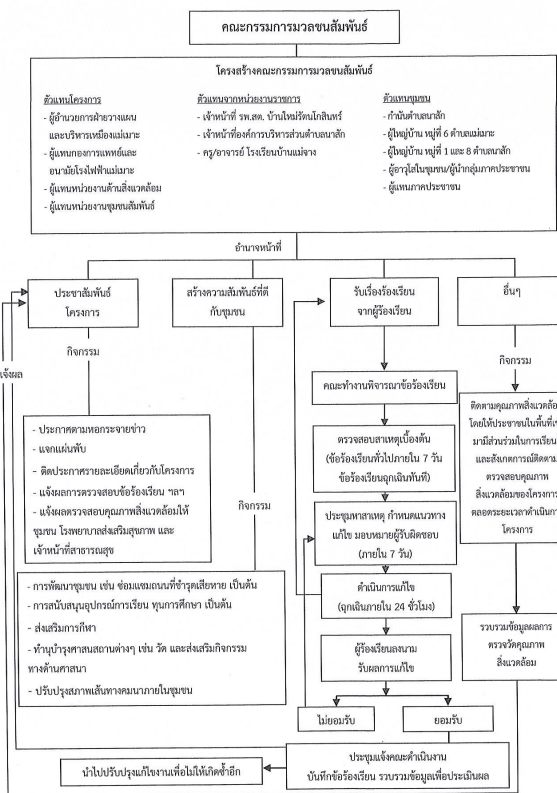 คณะกรรมการมวลชนสัมพันธ์
โครงสร้างคณะกรรมการมวลชนสัมพันธ์
ตัวแทนโครงการ
- ผู้อำนวยการฝ่ายวางแผน
และบริหารเหมืองแม่เมาะ
- ผู้แทนกองการแพทย์และ
อนามัยโรงไฟฟ้าแม่เมาะ
- ผู้แทนหน่วยงานด้านสิ่งแวดล้อม
- ผู้แทนหน่วยงานชุมชนสัมพันธ์
ตัวแทนจากหน่วยงานราชการ
- เจ้าหน้าที่ รพ.สต. บ้านใหม่รัตนโกสินทร์
- เจ้าหน้าที่องค์การบริหารส่วนตำบลนาสัก
- ครู/อาจารย์ โรงเรียนบ้านแม่จาง
ตัวแทนชุมชน
- กำนันตำบลนาสัก
- ผู้ใหญ่บ้าน หมู่ที่ 6 ตำบลแม่เมาะ
- ผู้ใหญ่บ้าน หมู่ที่ 1 และ 8 ตำบลนาสัก
- ผู้อาวุโสในชุมชน/ผู้นำกลุ่มภาคประชาชน
- ผู้แทนภาคประชาชน
อำนาจหน้าที่
ประชาสัมพันธ์
โครงการ
สร้างความสัมพันธ์ที่ดี
กับชุมชน
รับเรื่องร้องเรียน
จากผู้ร้องเรียน
อื่นๆ
แจ้งผล
กิจกรรม
- ประกาศตามหอกระจายข่าว
- แจกแผ่นพับ
- ติดประกาศรายละเอียดเกี่ยวกับโครงการ
- แจ้งผลการตรวจสอบข้อร้องเรียน ฯลฯ
- แจ้งผลตรวจสอบคุณภาพสิ่งแวดล้อมให้
ชุมชน โรงพยาบาลส่งเสริมสุขภาพ และ
เจ้าหน้าที่สาธารณสุข
กิจกรรม
- การพัฒนาชุมชน เช่น ซ่อมแซมถนนที่ชำรุดเสียหาย เป็นต้น
- การสนับสนุนอุปกรณ์การเรียน ทุนการศึกษา เป็นต้น
- ส่งเสริมการกีฬา
- ทำนุบำรุงศาสนสถานต่างๆ เช่น วัด และส่งเสริมกิจกรรม
ทางด้านศาสนา
- ปรับปรุงสภาพเส้นทางคมนาคมภายในชุมชน
คณะทำงานพิจารณาข้อร้องเรียน
ตรวจสอบสาเหตุเบื้องต้น
(ข้อร้องเรียนทั่วไปภายใน 7 วัน
ข้อร้องเรียนฉุกเฉินทันที)
ประชุมหาสาเหตุ กำหนดแนวทาง
แก้ไข มอบหมายผู้รับผิดชอบ
(ภายใน 7 วัน)
ดำเนินการแก้ไข
(ฉุกเฉินภายใน 24 ชั่วโมง)
ผู้ร้องเรียนลงนาม
รับผลการแก้ไข
ไม่ยอมรับ
ยอมรับ
กิจกรรม
ติดตามคุณภาพสิ่งแวดล้อ
โดยให้ประชาชนในพื้นที่เข
มามีส่วนร่วมในการเรียน
และสังเกตการณ์ติดตาม
ตรวจสอบคุณภาพ
สิ่งแวดล้อมของโครงการ
ตลอดระยะเวลาดำเนินกา
โครงการ
รวบรวมข้อมูลผลการ
ตรวจวัดคุณภาพ
สิ่งแวดล้อม
ประชุมแจ้งคณะดำเนินงาน
บันทึกข้อร้องเรียน รวบรวมข้อมูลเพื่อประเมินผล
นำไปปรับปรุงแก้ไขงานเพื่อไม่ให้เกิดซ้ำอีก